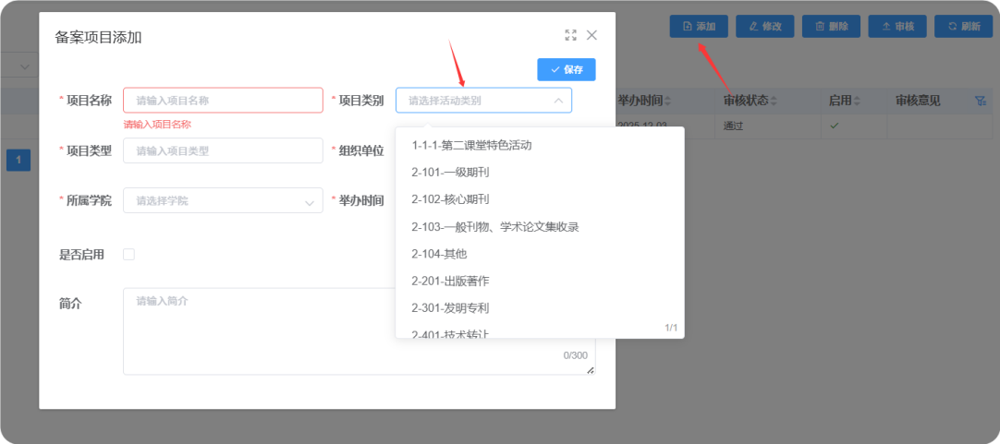 备案项目添加
添加
修改
删除
审核
刷新
保存
* 项目名称
请输入项目名称
* 项目类别
请选择活动类别
举办时间
审核状态
启用
审核意见
请输入项目名称
2025-12-03
通过
1-1-1-第二课堂特色活动
* 项目类型
请输入项目类型
* 组织单位
1
2-101-一级期刊
* 所属学院
请选择学院
* 举办时间
2-102-核心期刊
2-103-一般刊物、学术论文集收录
是否启用
2-104-其他
2-201-出版著作
简介
请输入简介
2-301-发明专利
2-401-技术转让
1/1
0/300